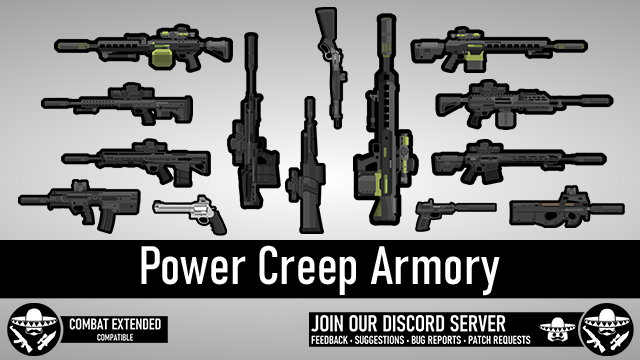 Power Creep Armory
COMBAT EXTENDED
COMPATIBLE
JOIN OUR DISCORD SERVER
FEEDBACK • SUGGESTIONS • BUG REPORTS • PATCH REQUESTS